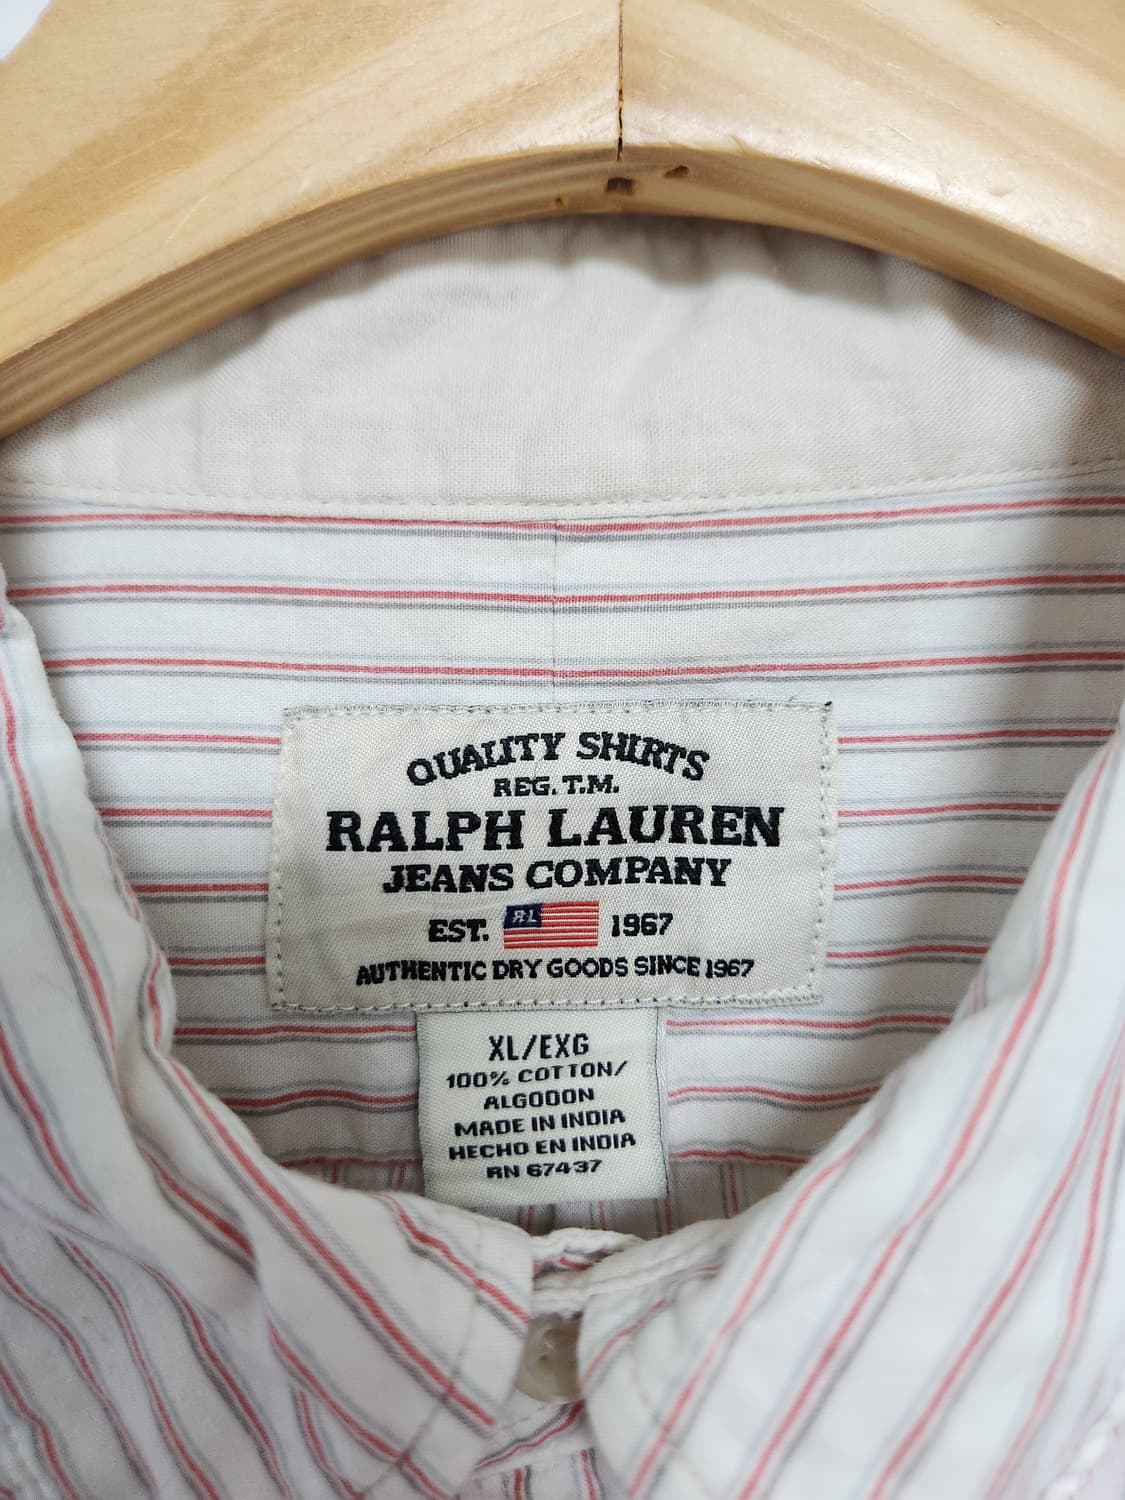 QUALITY SHIRTS
REG. T.M.
RALPH LAUREN
JEANS COMPANY
EST. RL 1967
AUTHENTIC DRY GOODS SINCE 1967
XL/EXG
100% COTTON/
ALGODON
MADE IN INDIA
HECHO EN INDIA
RN 67437